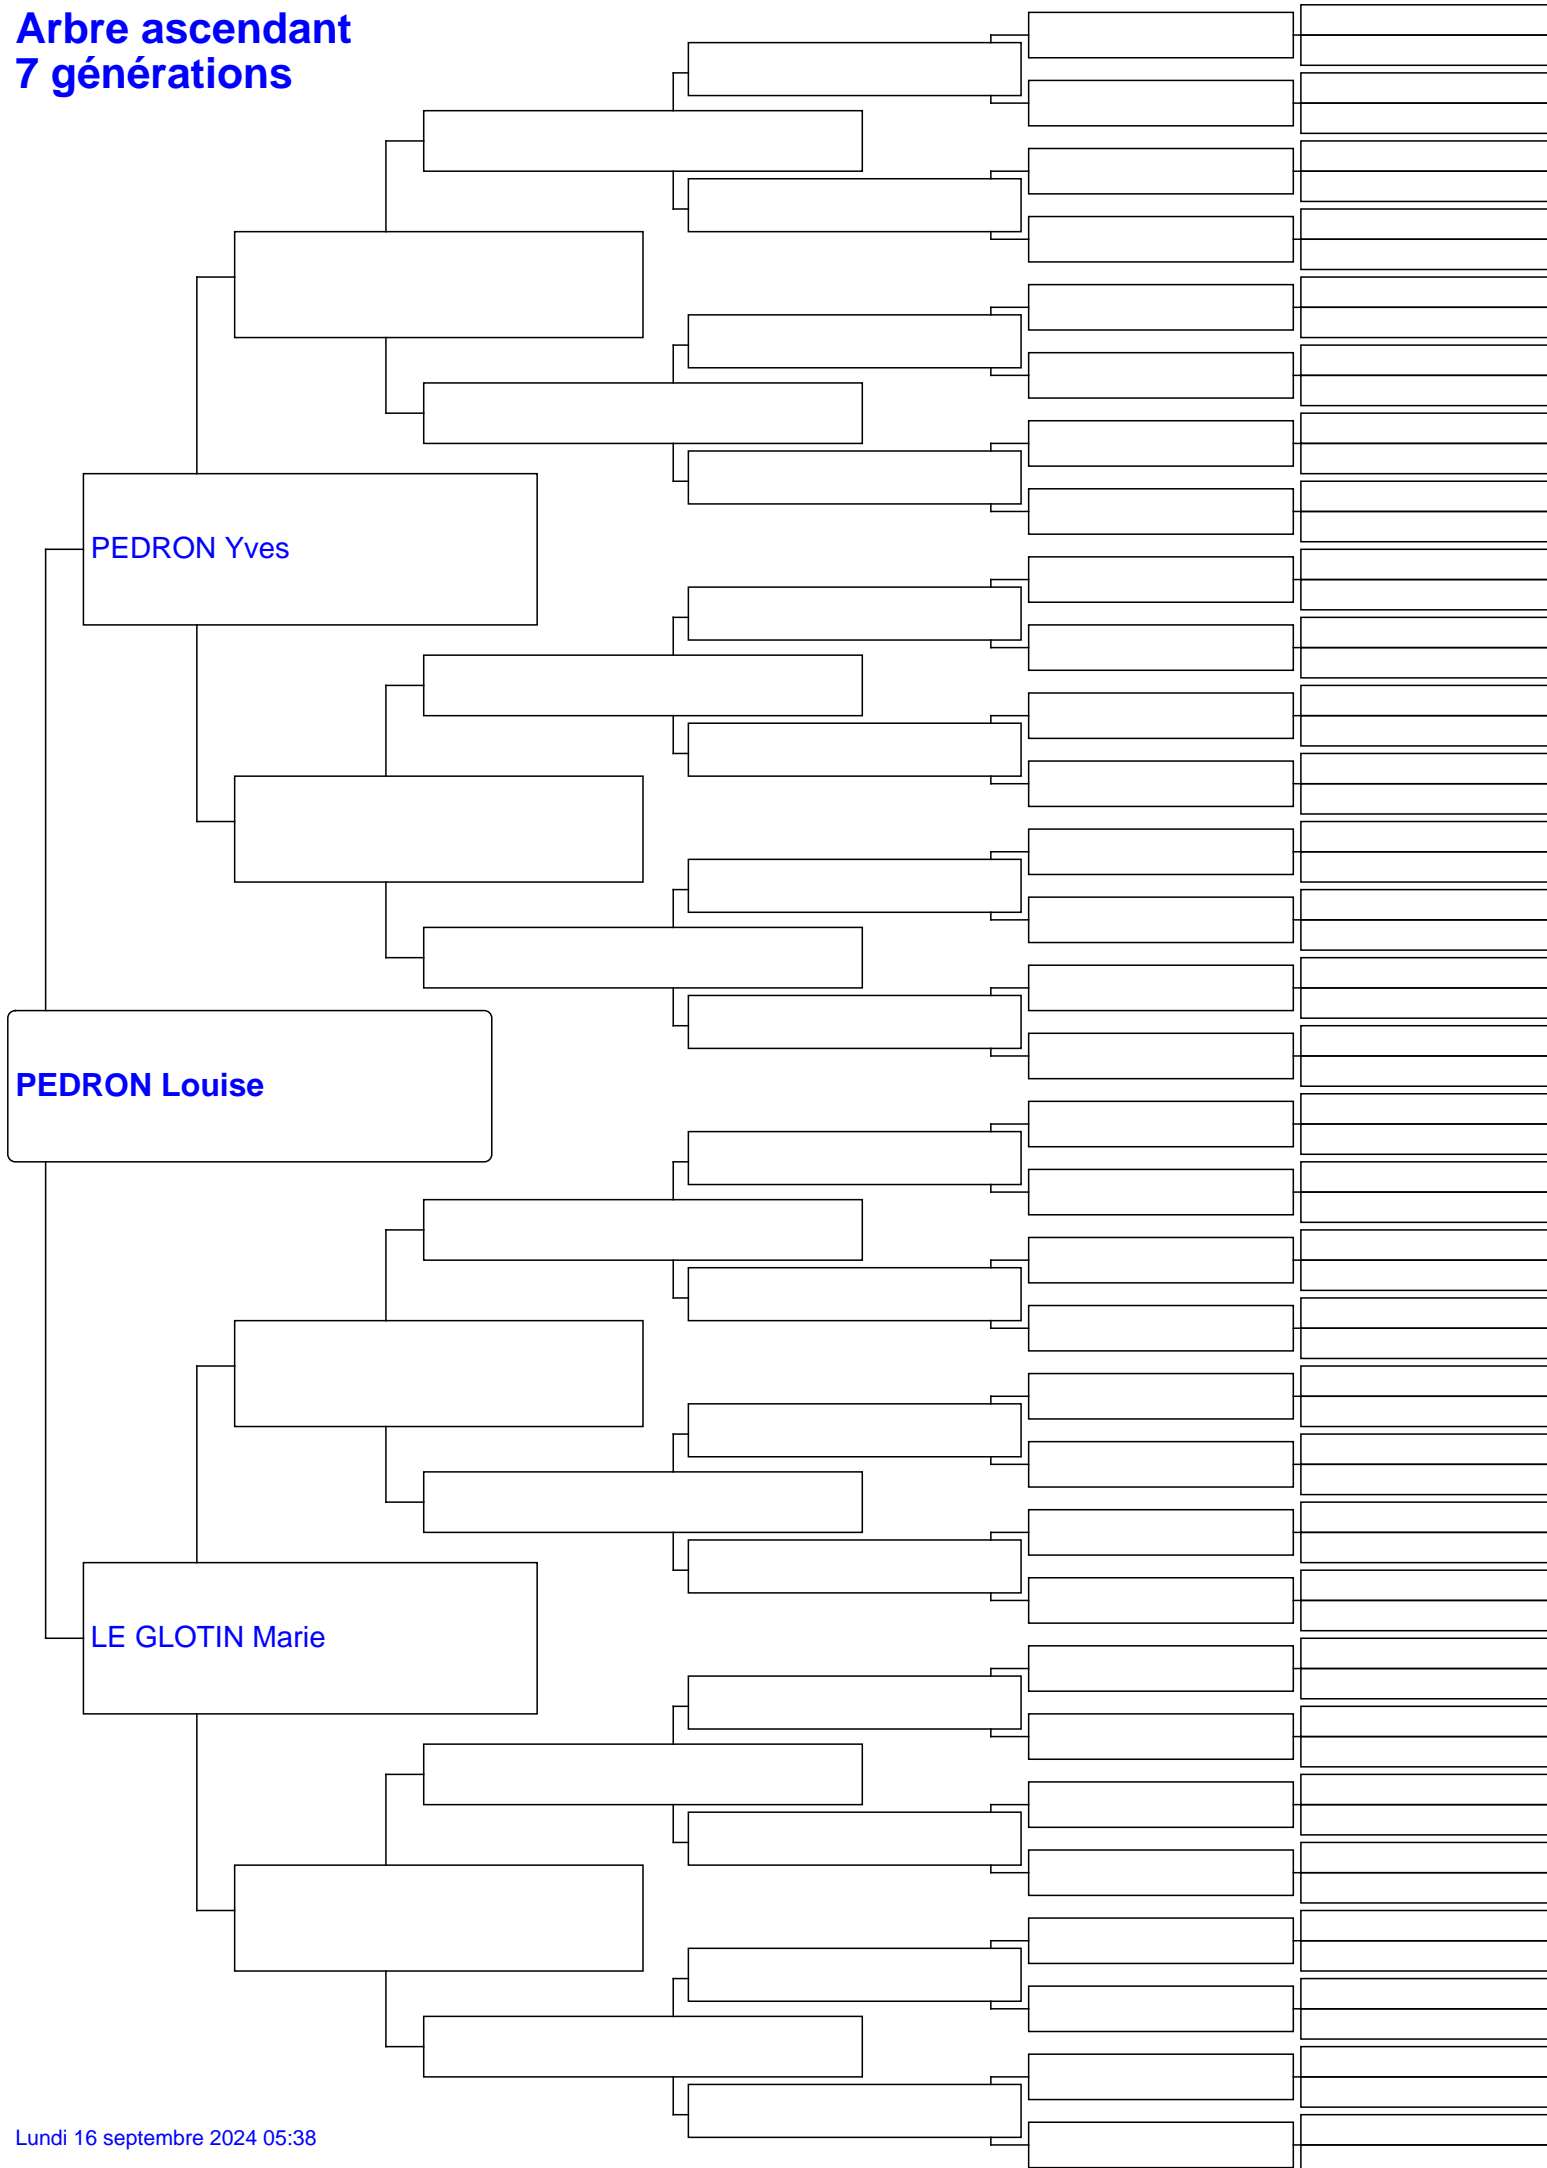 Arbre ascendant
7 générations
PEDRON Yves
PEDRON Louise
LE GLOTIN Marie
Lundi 16 septembre 2024 05:38